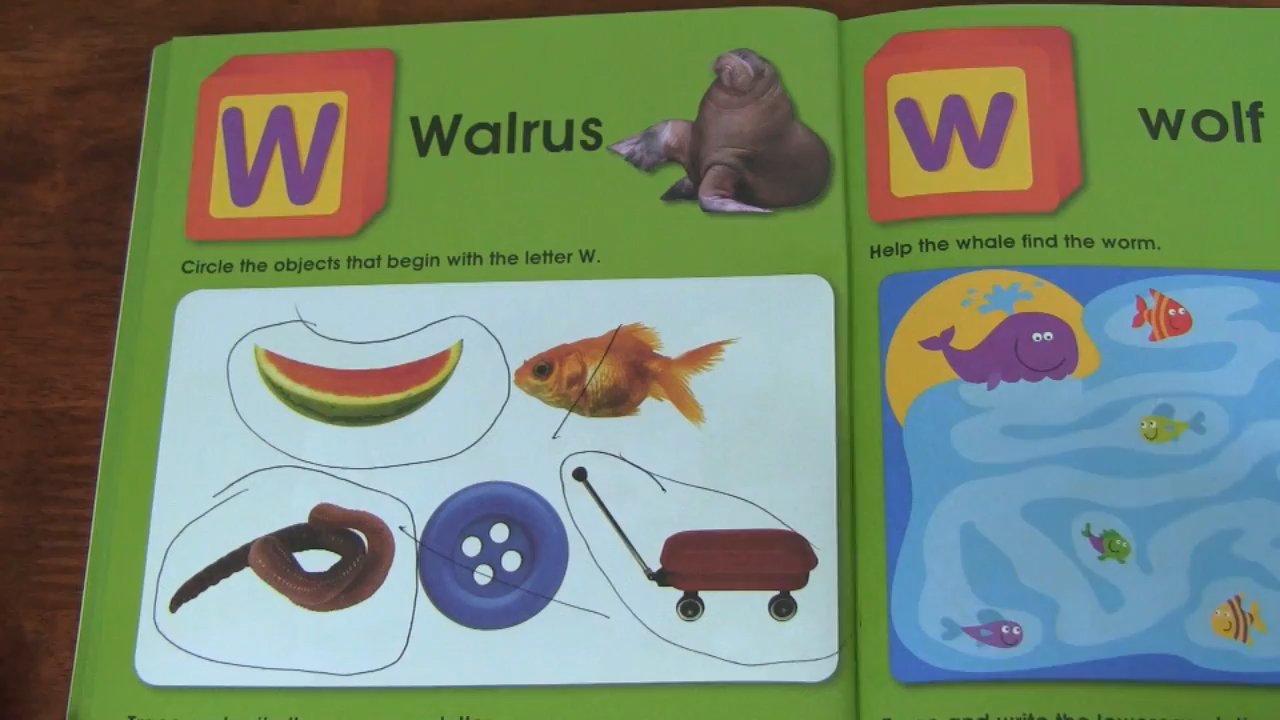 W Walrus
Circle the objects that begin with the letter W.
W wolf
Help the whale find the worm.